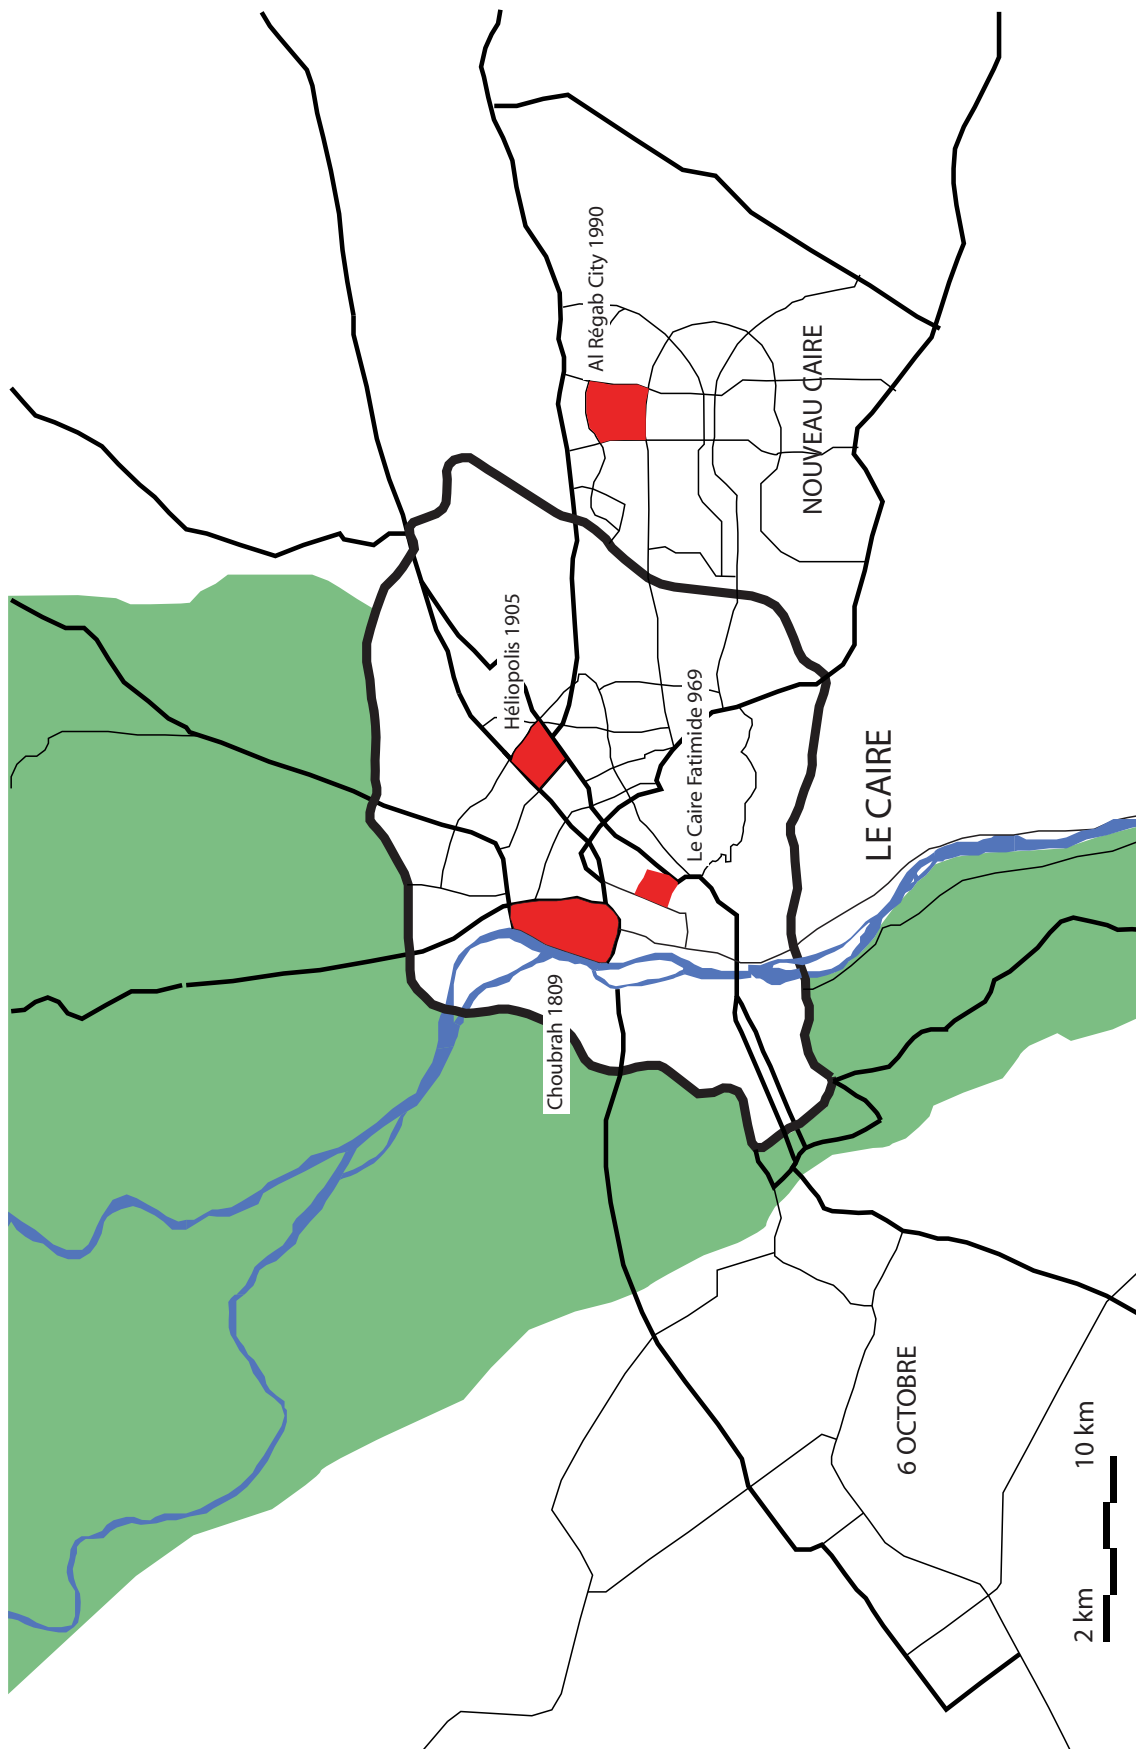 Al Régab City 1990
NOUVEAU CAIRE
Héliopolis 1905
Le Caire Fatimide 969
LE CAIRE
Choubrah 1809
6 OCTOBRE
2 km
10 km